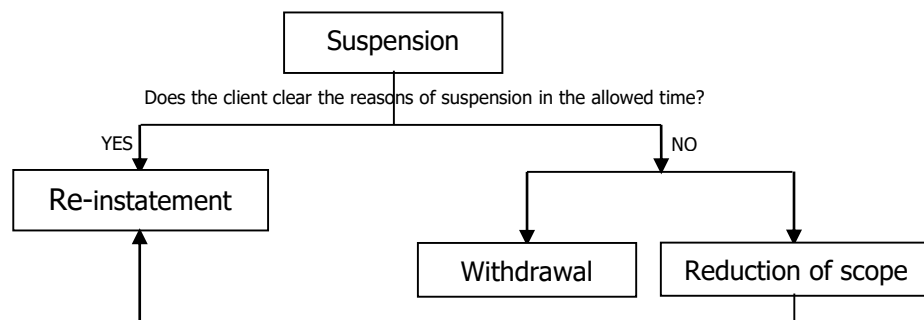 Suspension
Does the client clear the reasons of suspension in the allowed time?
YES
NO
Re-instatement
Withdrawal
Reduction of scope